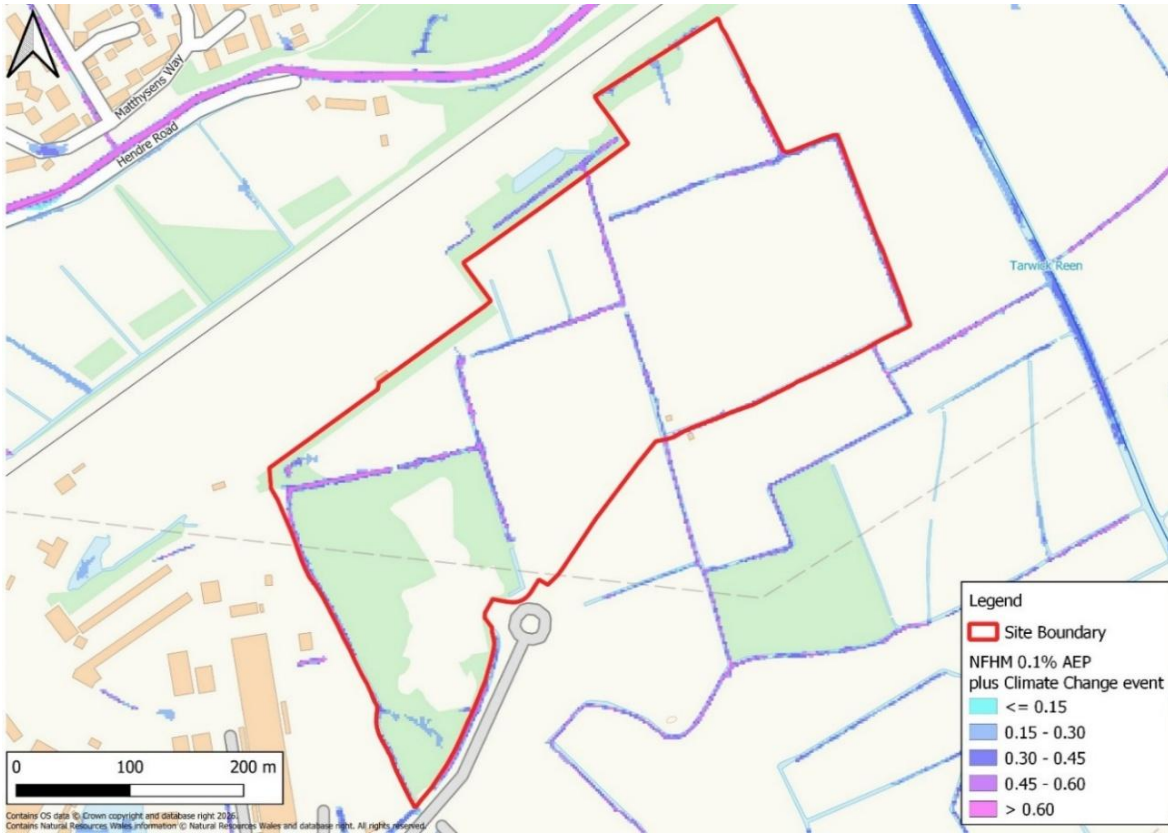 Matthysens Way
Hendre Road
Tarwick Reen
Legend
Site Boundary
NFHM 0.1% AEP
plus Climate Change event
<= 0.15
0.15 - 0.30
0.30 - 0.45
0.45 - 0.60
> 0.60
0 100 200 m
Contains OS data © Crown copyright and database right 2026.
Contains Natural Resources Wales information © Natural Resources Wales and database right. All rights reserved.